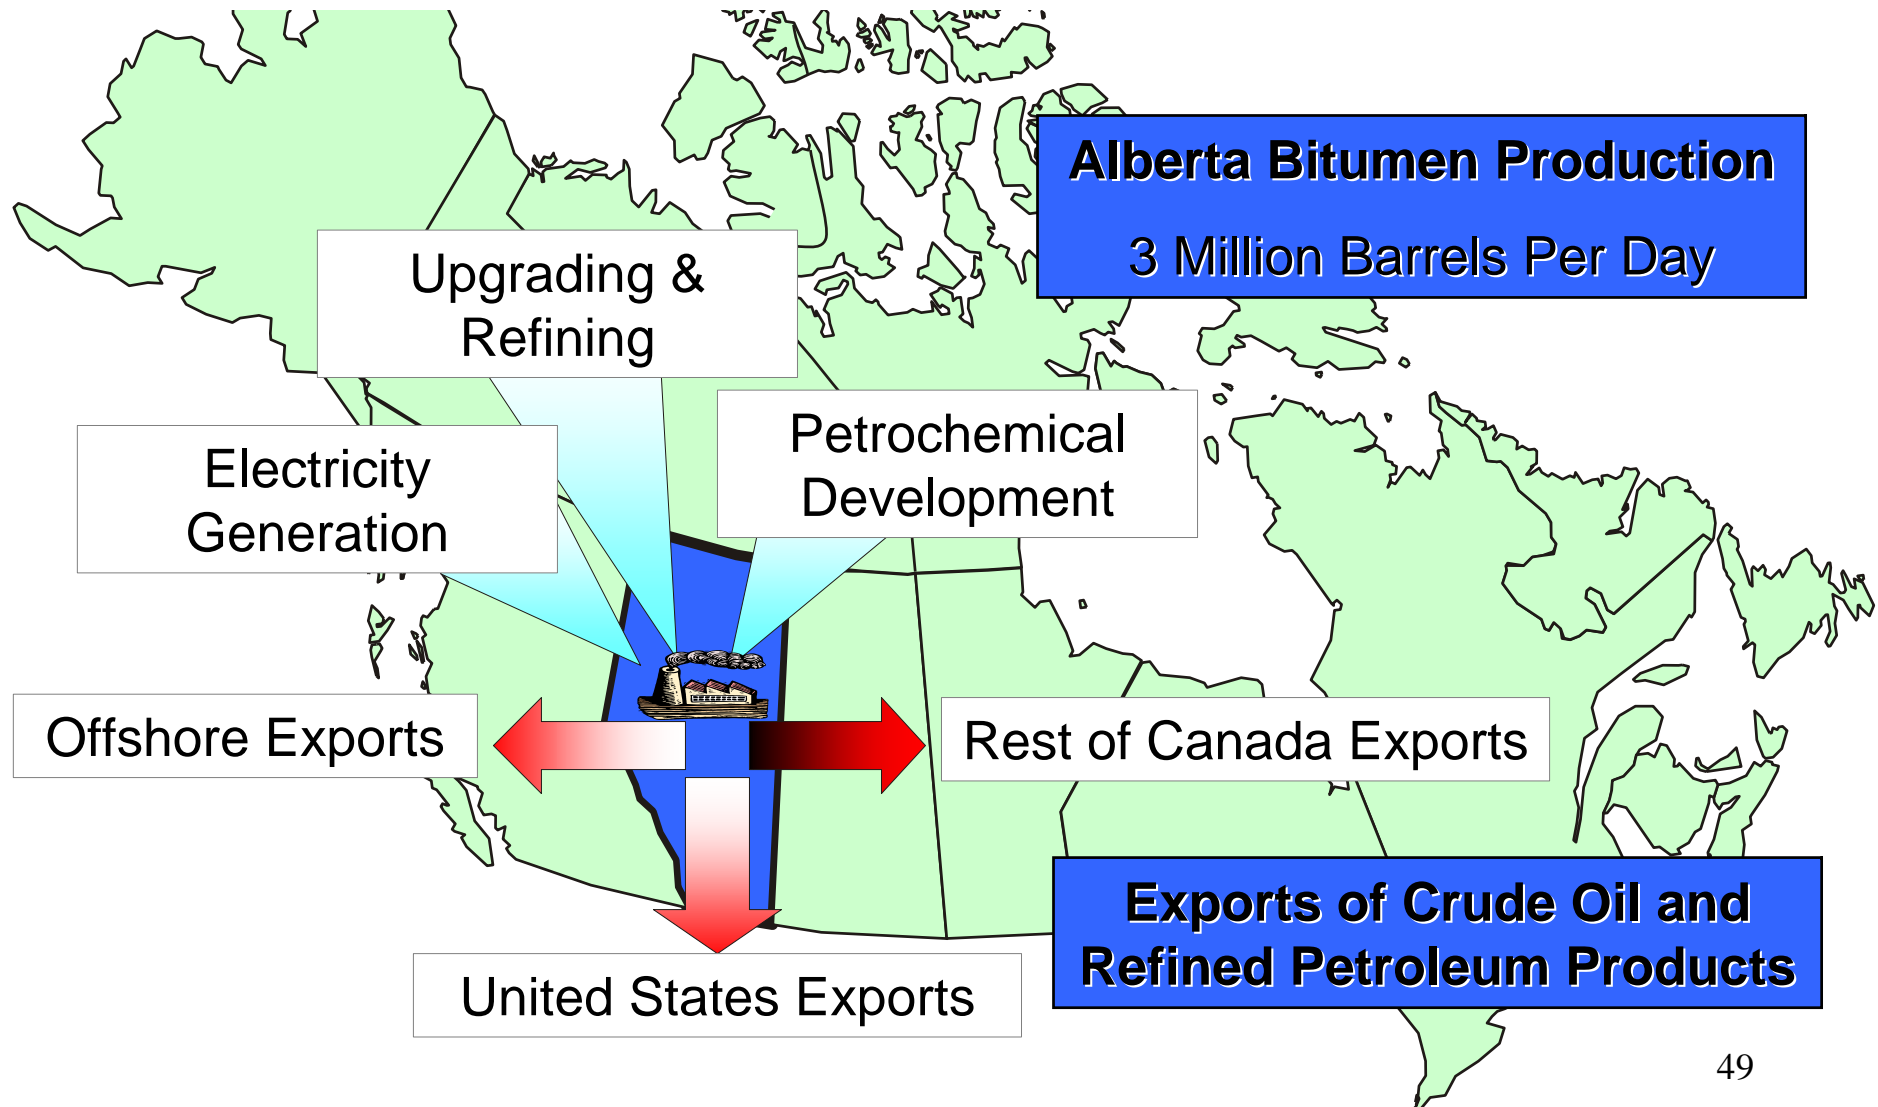 Alberta Bitumen Production
3 Million Barrels Per Day
Upgrading &
Refining
Petrochemical
Development
Electricity
Generation
Offshore Exports
Rest of Canada Exports
Exports of Crude Oil and
Refined Petroleum Products
United States Exports
49